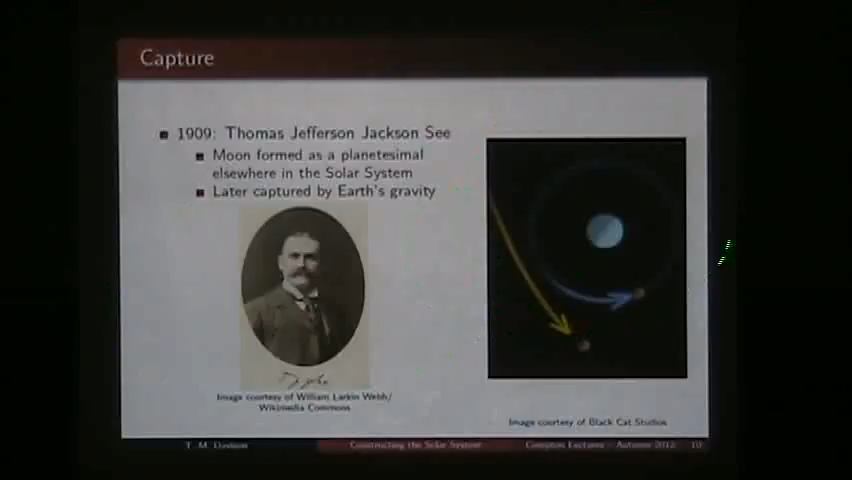 Capture
1909: Thomas Jefferson Jackson See
Moon formed as a planetesimal
elsewhere in the Solar System
Later captured by Earth's gravity
Image courtesy of William Larkin Webb/
Wikimedia Commons
Image courtesy of Black Cat Studios
T. M. Davison
Constructing the Solar System
Compton Lectures – Autumn 2012
10